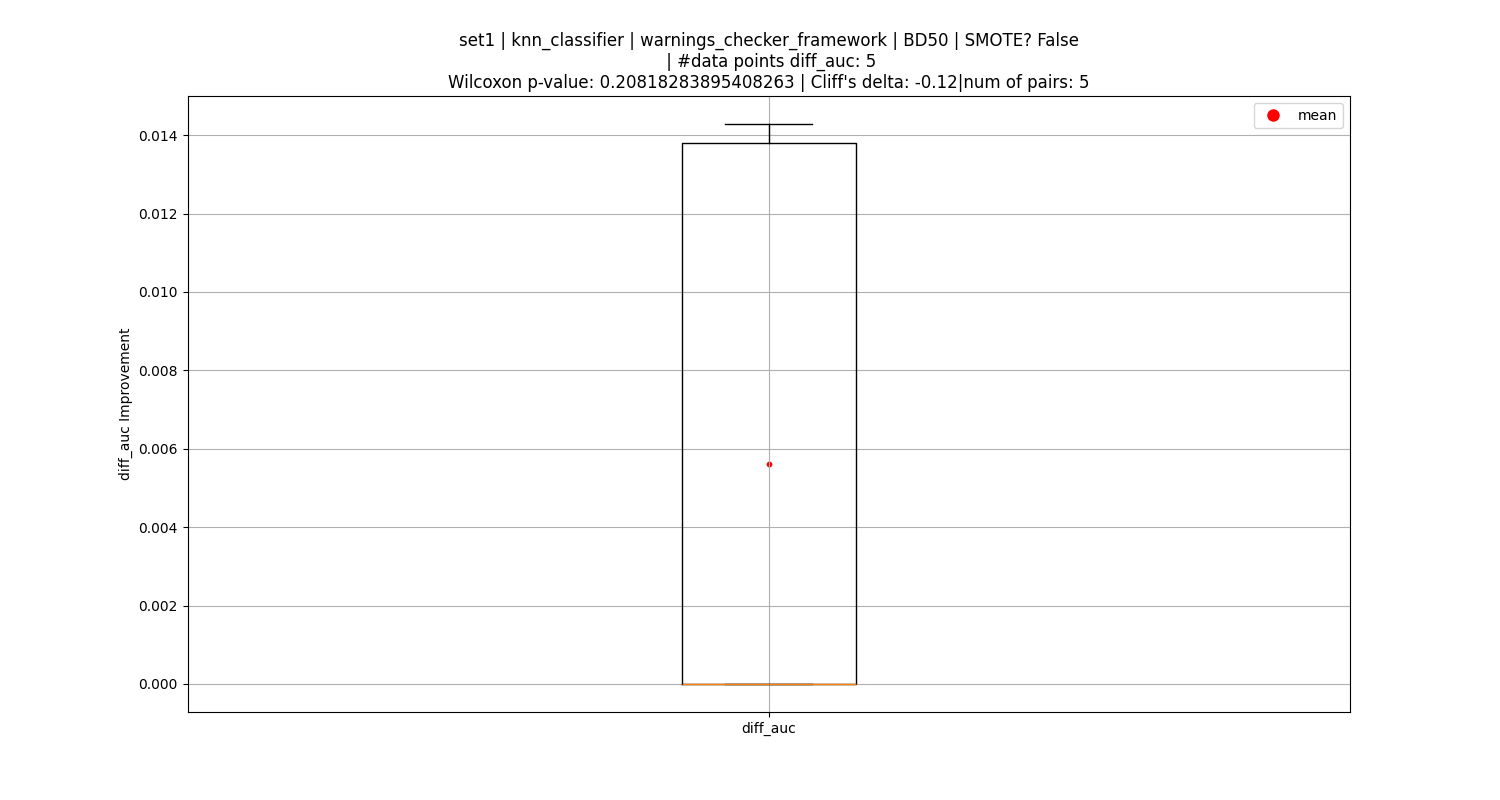 set1 | knn_classifier | warnings_checker_framework | BD50 | SMOTE? False
| #data points diff_auc: 5
Wilcoxon p-value: 0.20818283895408263 | Cliff's delta: -0.12|num of pairs: 5
mean
0.014
0.012
0.010
0.008
0.006
0.004
0.002
0.000
diff_auc Improvement
diff_auc